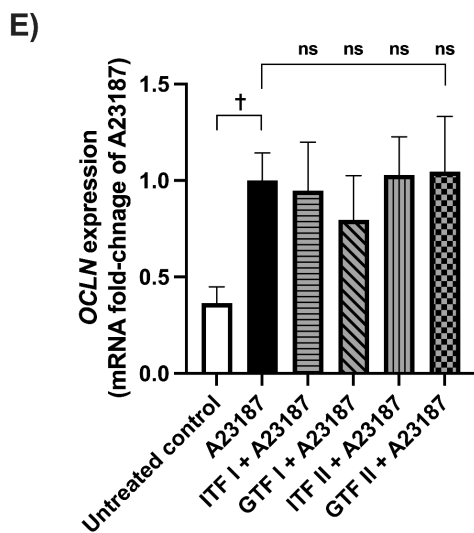 E)
ns ns ns ns
†
OCLN expression
(mRNA fold-chnage of A23187)
1.5
1.0
0.5
0.0
Untreated control
A23187
ITF I + A23187
GTF I + A23187
ITF II + A23187
GTF II + A23187